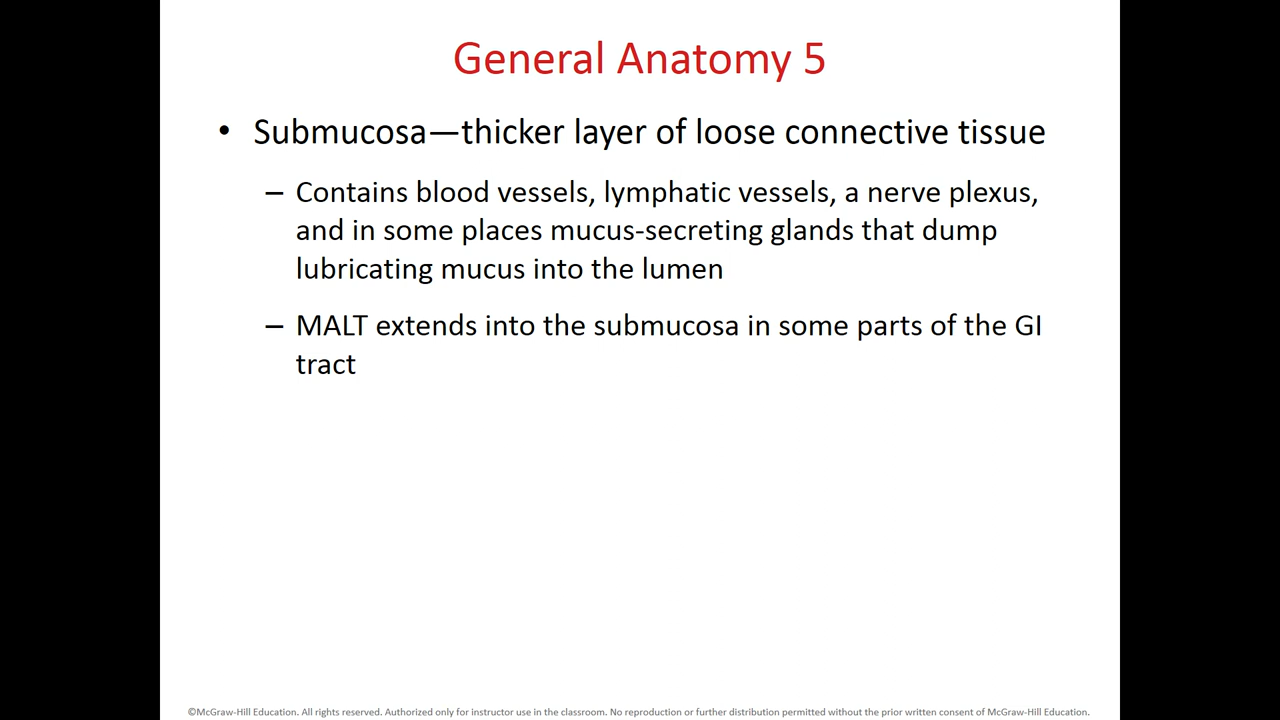 General Anatomy 5
• Submucosa—thicker layer of loose connective tissue
– Contains blood vessels, lymphatic vessels, a nerve plexus,
and in some places mucus-secreting glands that dump
lubricating mucus into the lumen
– MALT extends into the submucosa in some parts of the GI
tract
©McGraw-Hill Education. All rights reserved. Authorized only for instructor use in the classroom. No reproduction or further distribution permitted without the prior written consent of McGraw-Hill Education.